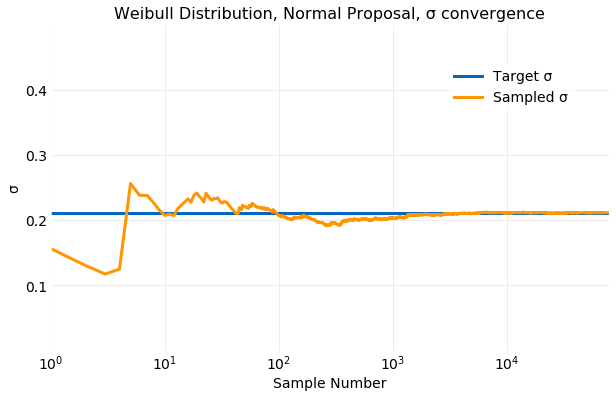 Weibull Distribution, Normal Proposal, σ convergence
Target σ
Sampled σ
σ
0.4
0.3
0.2
0.1
10⁰
10¹
10²
10³
10⁴
Sample Number